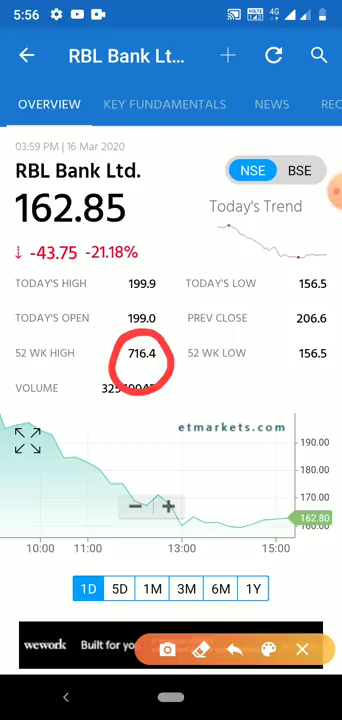 5:56
4G
RBL Bank Lt...
OVERVIEW KEY FUNDAMENTALS NEWS
03:59 PM | 16 Mar 2020
RBL Bank Ltd. NSE BSE
162.85 Today's Trend
-43.75 -21.18%
TODAY'S HIGH 199.9 TODAY'S LOW 156.5
TODAY'S OPEN 199.0 PREV CLOSE 206.6
52 WK HIGH 716.4 52 WK LOW 156.5
VOLUME
etmarkets.com
190.00
180.00
170.00
162.80
160.00
10:00 11:00 13:00 15:00
1D 5D 1M 3M 6M 1Y
wework Built for you